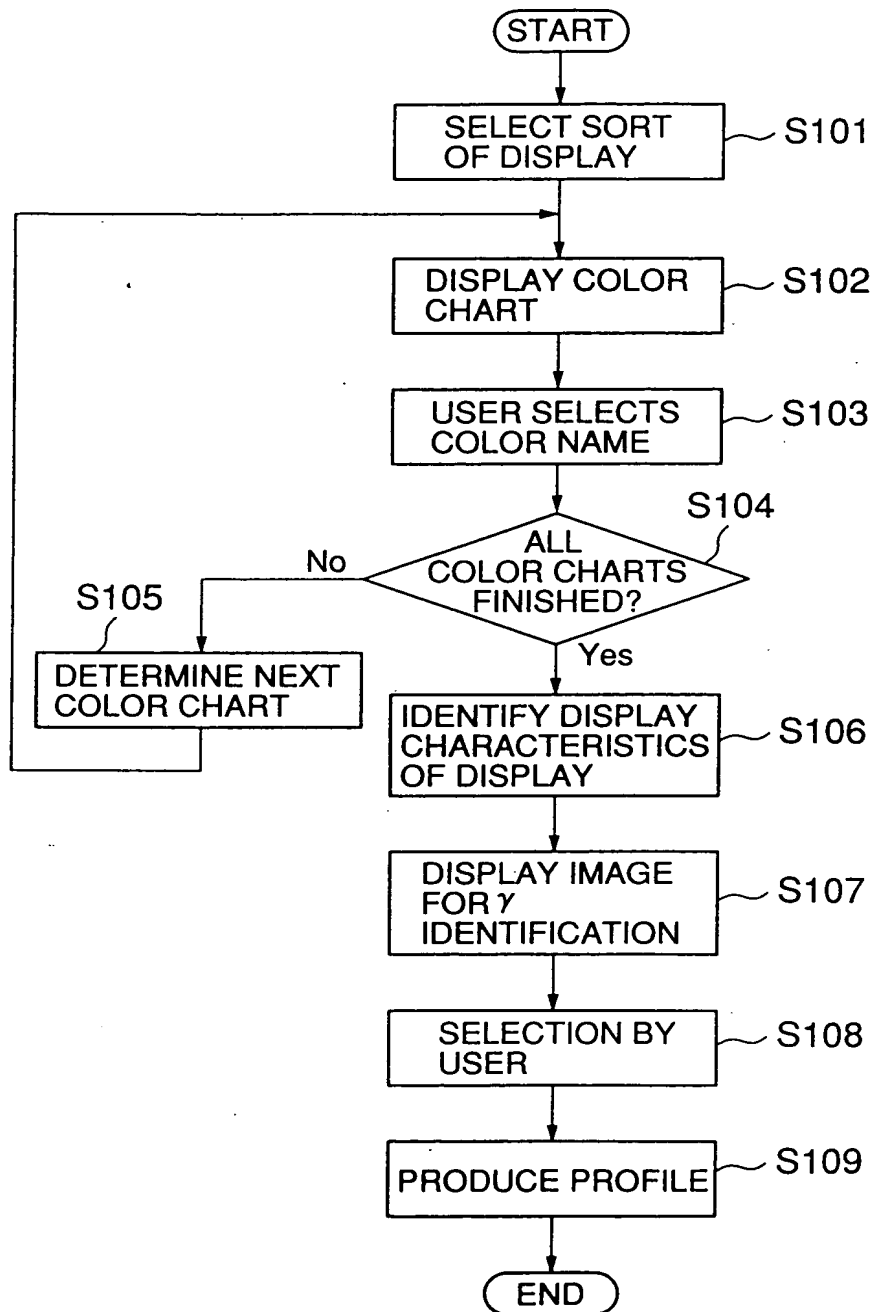 START
SELECT SORT
OF DISPLAY
S101
DISPLAY COLOR
CHART
S102
USER SELECTS
COLOR NAME
S103
S104
ALL
COLOR CHARTS
FINISHED?
No
Yes
S105
DETERMINE NEXT
COLOR CHART
IDENTIFY DISPLAY
CHARACTERISTICS
OF DISPLAY
S106
DISPLAY IMAGE
FOR γ
IDENTIFICATION
S107
SELECTION BY
USER
S108
PRODUCE PROFILE
S109
END